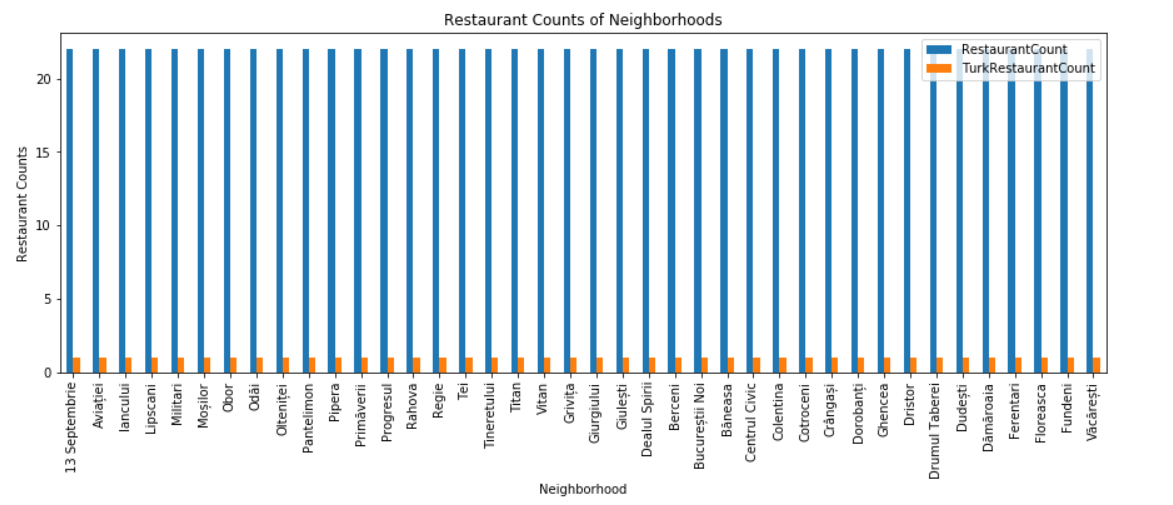 Restaurant Counts of Neighborhoods
RestaurantCount
TurkRestaurantCount
Restaurant Counts
20
15
10
5
0
13 Septembrie
Aviației
Iancului
Lipscani
Militari
Moșilor
Obor
Odăi
Olteniței
Pantelimon
Pipera
Primăverii
Progresul
Rahova
Regie
Tei
Tineretului
Titan
Vitan
Grivița
Giurgiului
Giulești
Dealul Spirii
Berceni
Bucureștii Noi
Băneasa
Centrul Civic
Colentina
Cotroceni
Crângași
Dorobanți
Ghencea
Dristor
Drumul Taberei
Dudești
Dămăroaia
Ferentari
Floreasca
Fundeni
Văcărești
Neighborhood